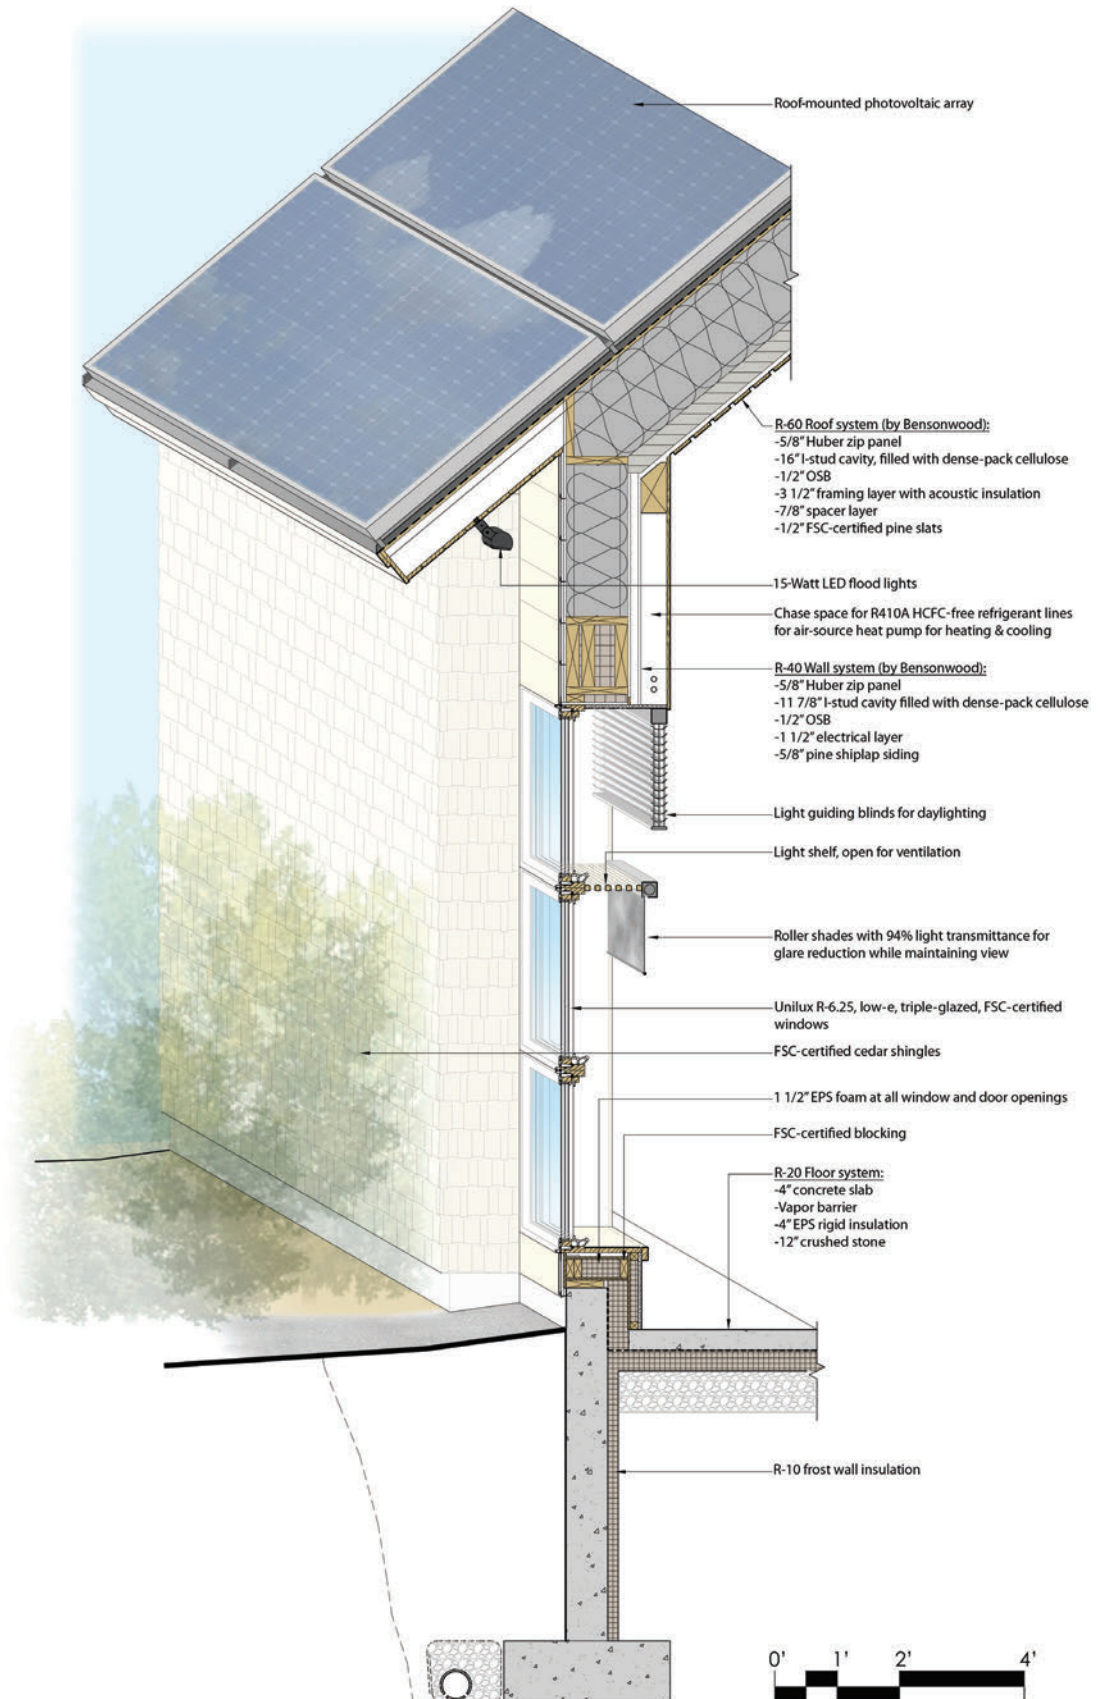 Roof-mounted photovoltaic array
R-60 Roof system (by Bensonwood):
-5/8" Huber zip panel
-16" I-stud cavity, filled with dense-pack cellulose
-1/2" OSB
-3 1/2" framing layer with acoustic insulation
-7/8" spacer layer
-1/2" FSC-certified pine slats
15-Watt LED flood lights
Chase space for R410A HCFC-free refrigerant lines
for air-source heat pump for heating & cooling
R-40 Wall system (by Bensonwood):
-5/8" Huber zip panel
-11 7/8" I-stud cavity filled with dense-pack cellulose
-1/2" OSB
-1 1/2" electrical layer
-5/8" pine shiplap siding
Light guiding blinds for daylighting
Light shelf, open for ventilation
Roller shades with 94% light transmittance for
glare reduction while maintaining view
Unilux R-6.25, low-e, triple-glazed, FSC-certified
windows
FSC-certified cedar shingles
1 1/2" EPS foam at all window and door openings
FSC-certified blocking
R-20 Floor system:
-4" concrete slab
-Vapor barrier
-4" EPS rigid insulation
-12" crushed stone
R-10 frost wall insulation
0' 1' 2' 4'